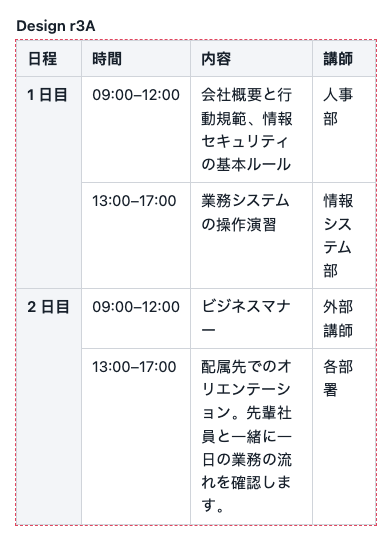 Design r3A
日程 時間 内容 講師
1 日目 09:00–12:00 会社概要と行 人事
動規範、情報 部
セキュリティ
の基本ルール
13:00–17:00 業務システム 情報
の操作演習 シス
テム
部
2 日目 09:00–12:00 ビジネスマナ 外部
ー 講師
13:00–17:00 配属先でのオ 各部
リエンテーシ 署
ョン。先輩社
員と一緒に一
日の業務の流
れを確認しま
す。